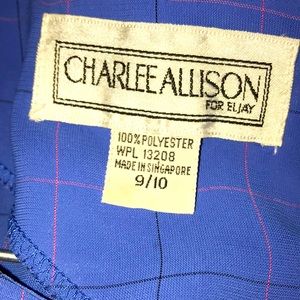 CHARLEE ALLISON
FOR ELJAY
100% POLYESTER
WPL 13208
MADE IN SINGAPORE
9/10